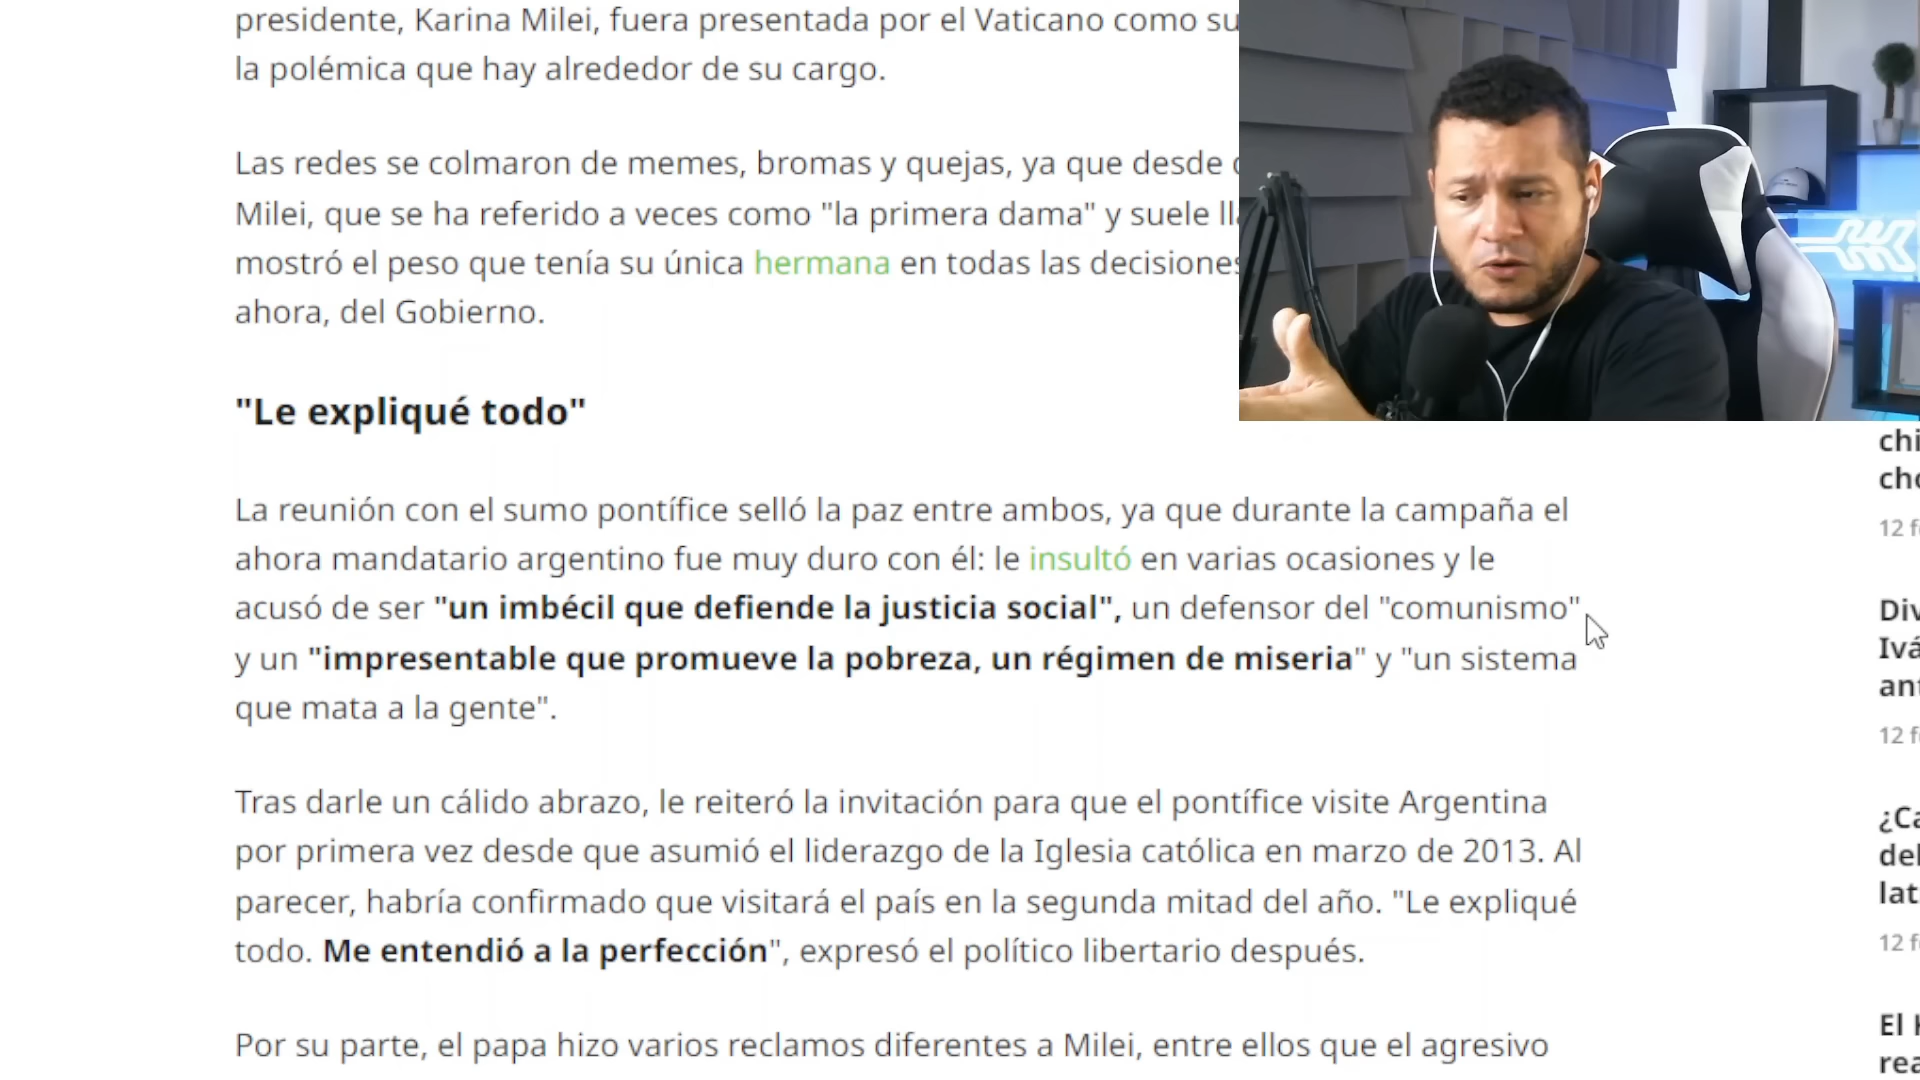 presidente, Karina Milei, fuera presentada por el Vaticano como su
la polémica que hay alrededor de su cargo.
Las redes se colmaron de memes, bromas y quejas, ya que desde
Milei, que se ha referido a veces como "la primera dama" y suele
mostró el peso que tenía su única hermana en todas las decisiones
ahora, del Gobierno.
"Le expliqué todo"
La reunión con el sumo pontífice selló la paz entre ambos, ya que durante la campaña el
ahora mandatario argentino fue muy duro con él: le insultó en varias ocasiones y le
acusó de ser "un imbécil que defiende la justicia social", un defensor del "comunismo"
y un "impresentable que promueve la pobreza, un régimen de miseria" y "un sistema
que mata a la gente".
Tras darle un cálido abrazo, le reiteró la invitación para que el pontífice visite Argentina
por primera vez desde que asumió el liderazgo de la Iglesia católica en marzo de 2013. Al
parecer, habría confirmado que visitará el país en la segunda mitad del año. "Le expliqué
todo. Me entendió a la perfección", expresó el político libertario después.
Por su parte, el papa hizo varios reclamos diferentes a Milei, entre ellos que el agresivo
chi
cho
12 f
Div
Ivá
ant
12 f
¿Ca
del
lat
12 f
El
rea